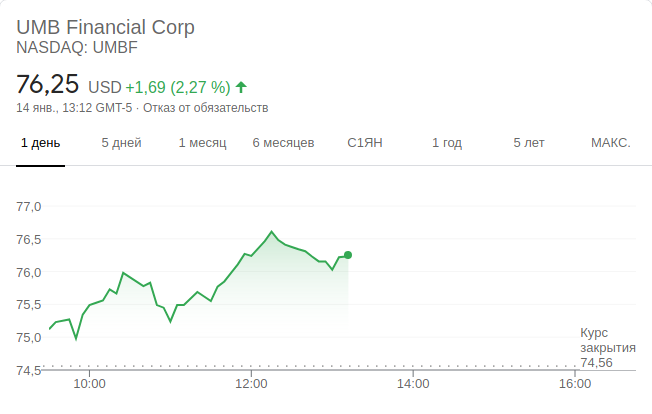 UMB Financial Corp
NASDAQ: UMBF
76,25 USD +1,69 (2,27 %)
14 янв., 13:12 GMT-5 · Отказ от обязательств
1 день 5 дней 1 месяц 6 месяцев С1ЯН 1 год 5 лет МАКС.
77,0
76,5
76,0
75,5
75,0
Курс
закрытия
74,56
74,5
10:00 12:00 14:00 16:00